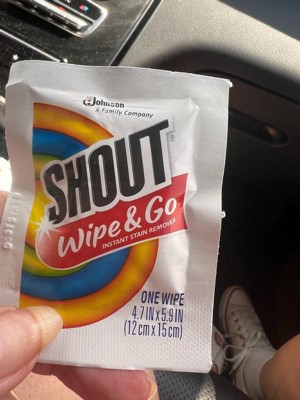 SC Johnson
A Family Company
SHOUT®
Wipe & Go
INSTANT STAIN REMOVER
ONE WIPE
4.7 IN x 5.9 IN
(12 cm x 15 cm)